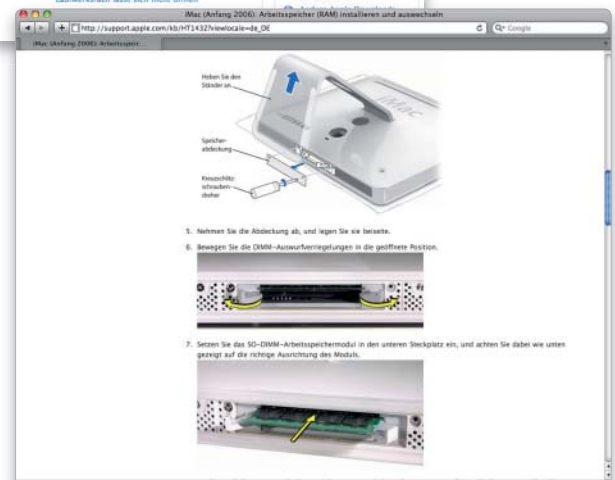 iMac (Anfang 2006): Arbeitsspeicher (RAM) installieren und auswechseln
http://support.apple.com/kb/HT1432?viewlocale=de_DE
Google
iMac (Anfang 2006): Arbeitsspeic...
Heben Sie den
Ständer an.
iMac
Speicher-
abdeckung
Kreuzschlitz-
schrauben-
dreher
5. Nehmen Sie die Abdeckung ab, und legen Sie sie beiseite.
6. Bewegen Sie die DIMM-Auswurfverriegelungen in die geöffnete Position.
7. Setzen Sie das SO-DIMM-Arbeitsspeichermodul in den unteren Steckplatz ein, und achten Sie dabei wie unten
gezeigt auf die richtige Ausrichtung des Moduls.